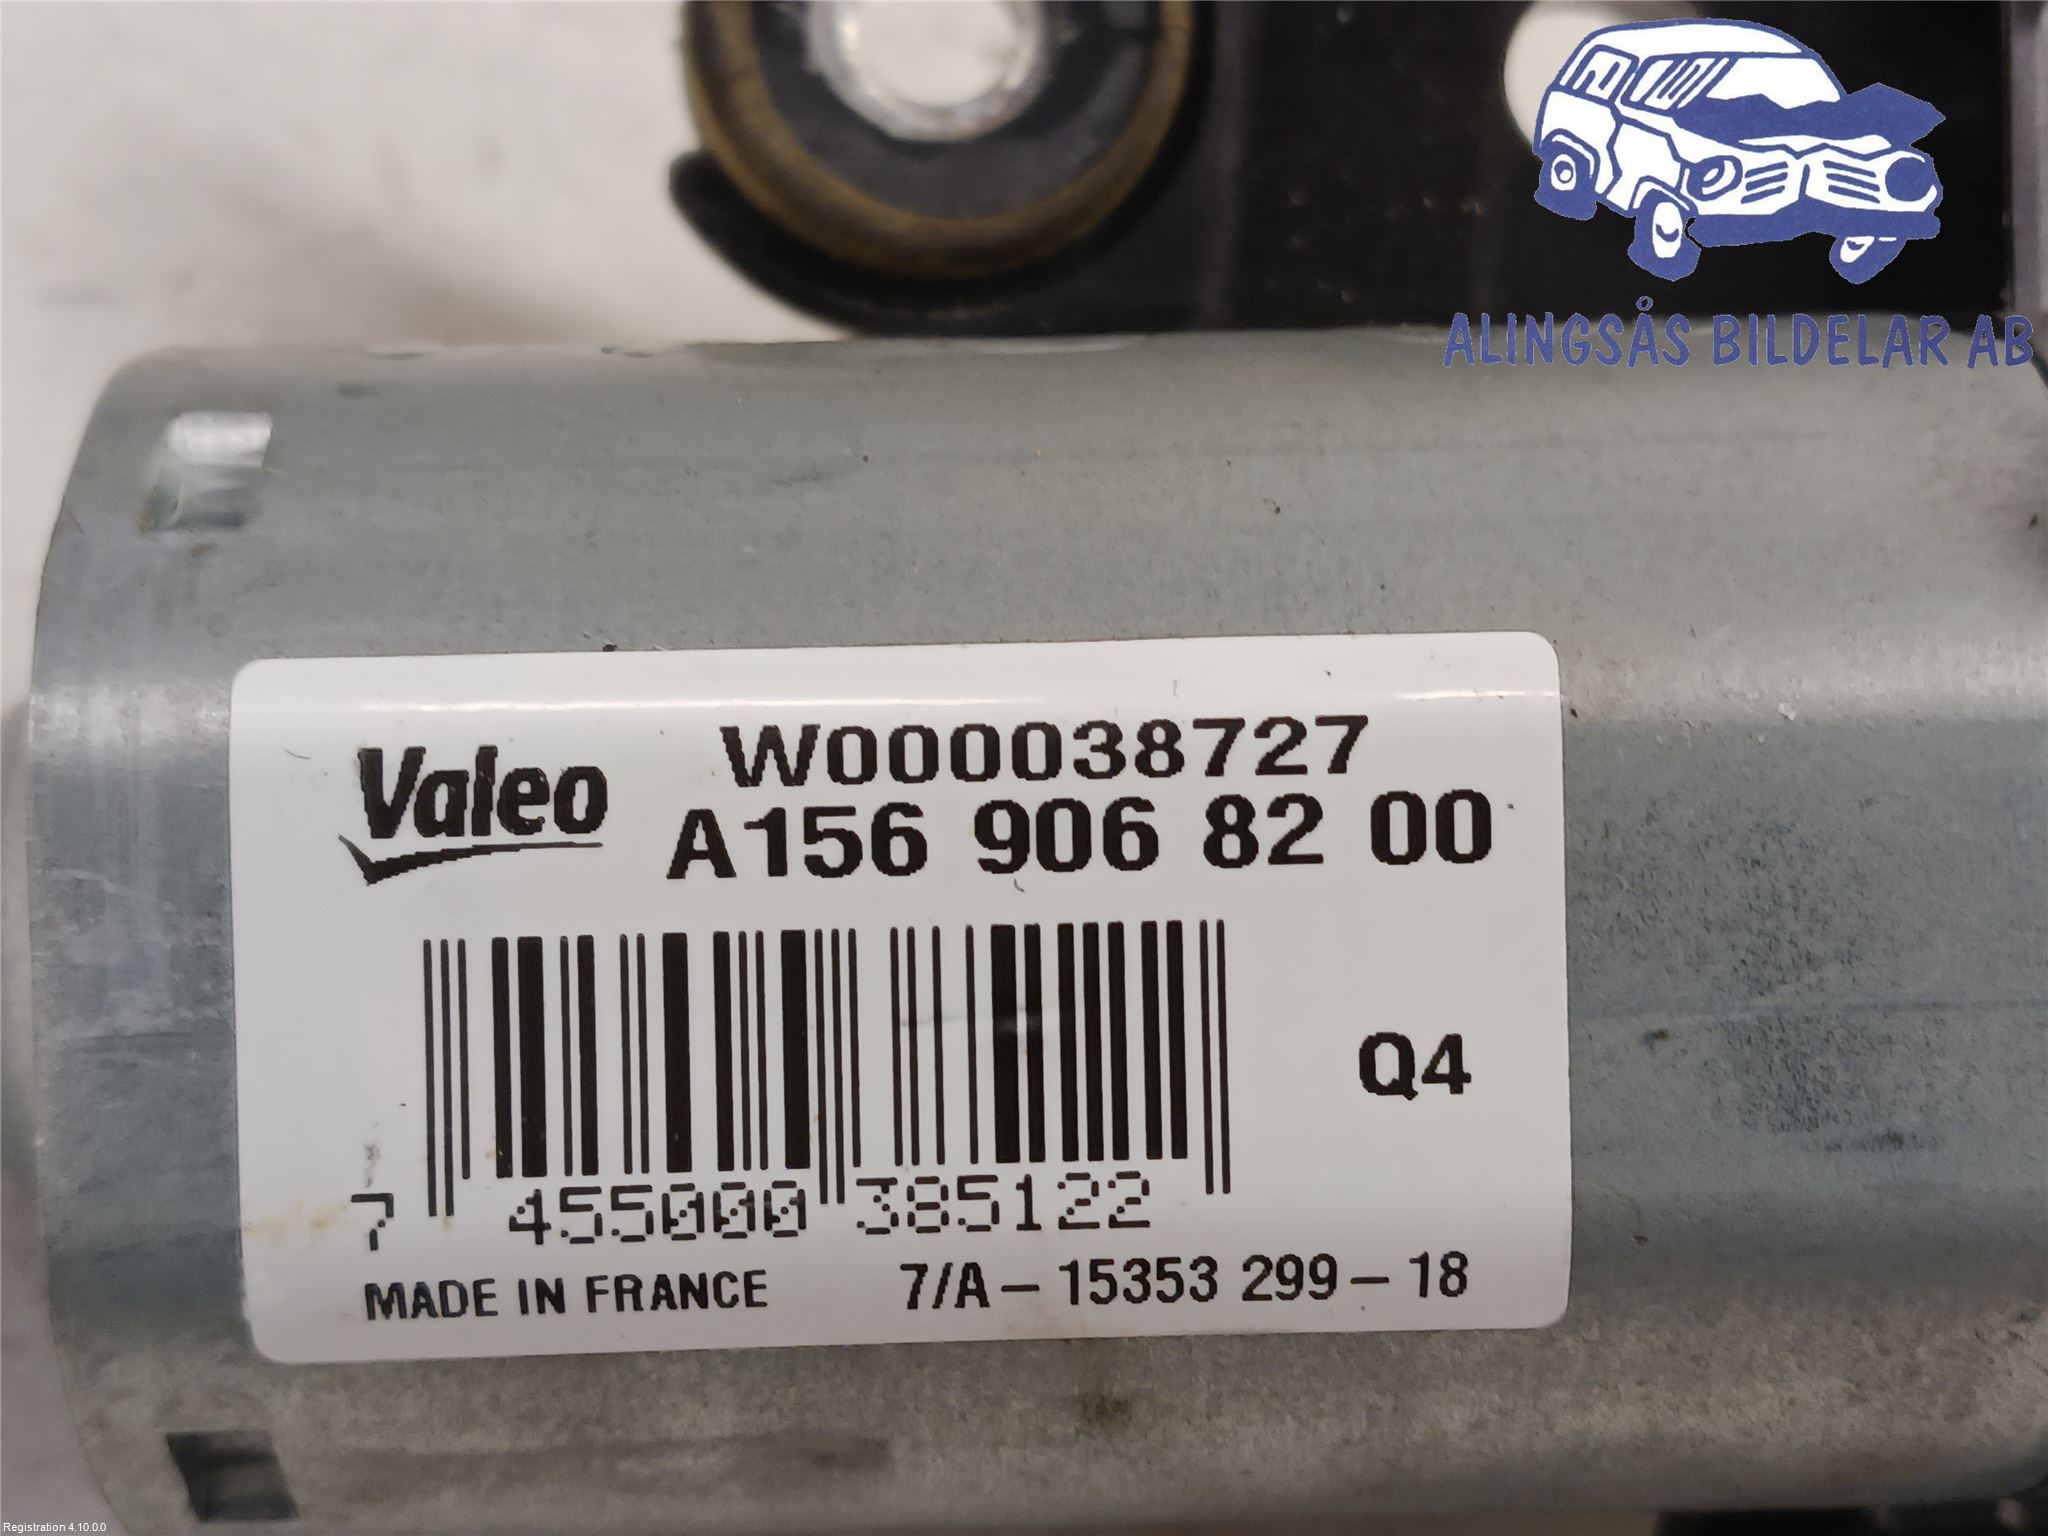 ALINGSÅS BILDELAR AB
Valeo
W000038727
A156 906 82 00
Q4
7 455000 385122
MADE IN FRANCE 7/A-15353 299-18
Registration 4.10.0.0